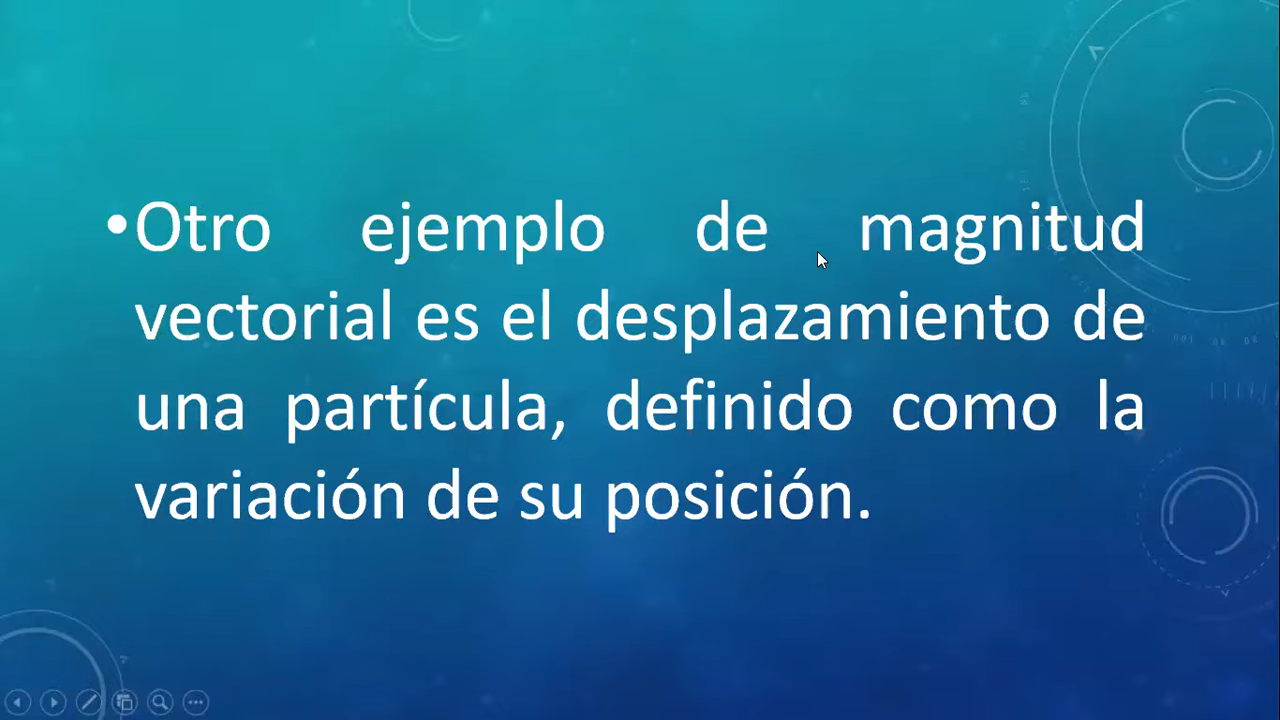 •Otro ejemplo de magnitud
vectorial es el desplazamiento de
una partícula, definido como la
variación de su posición.